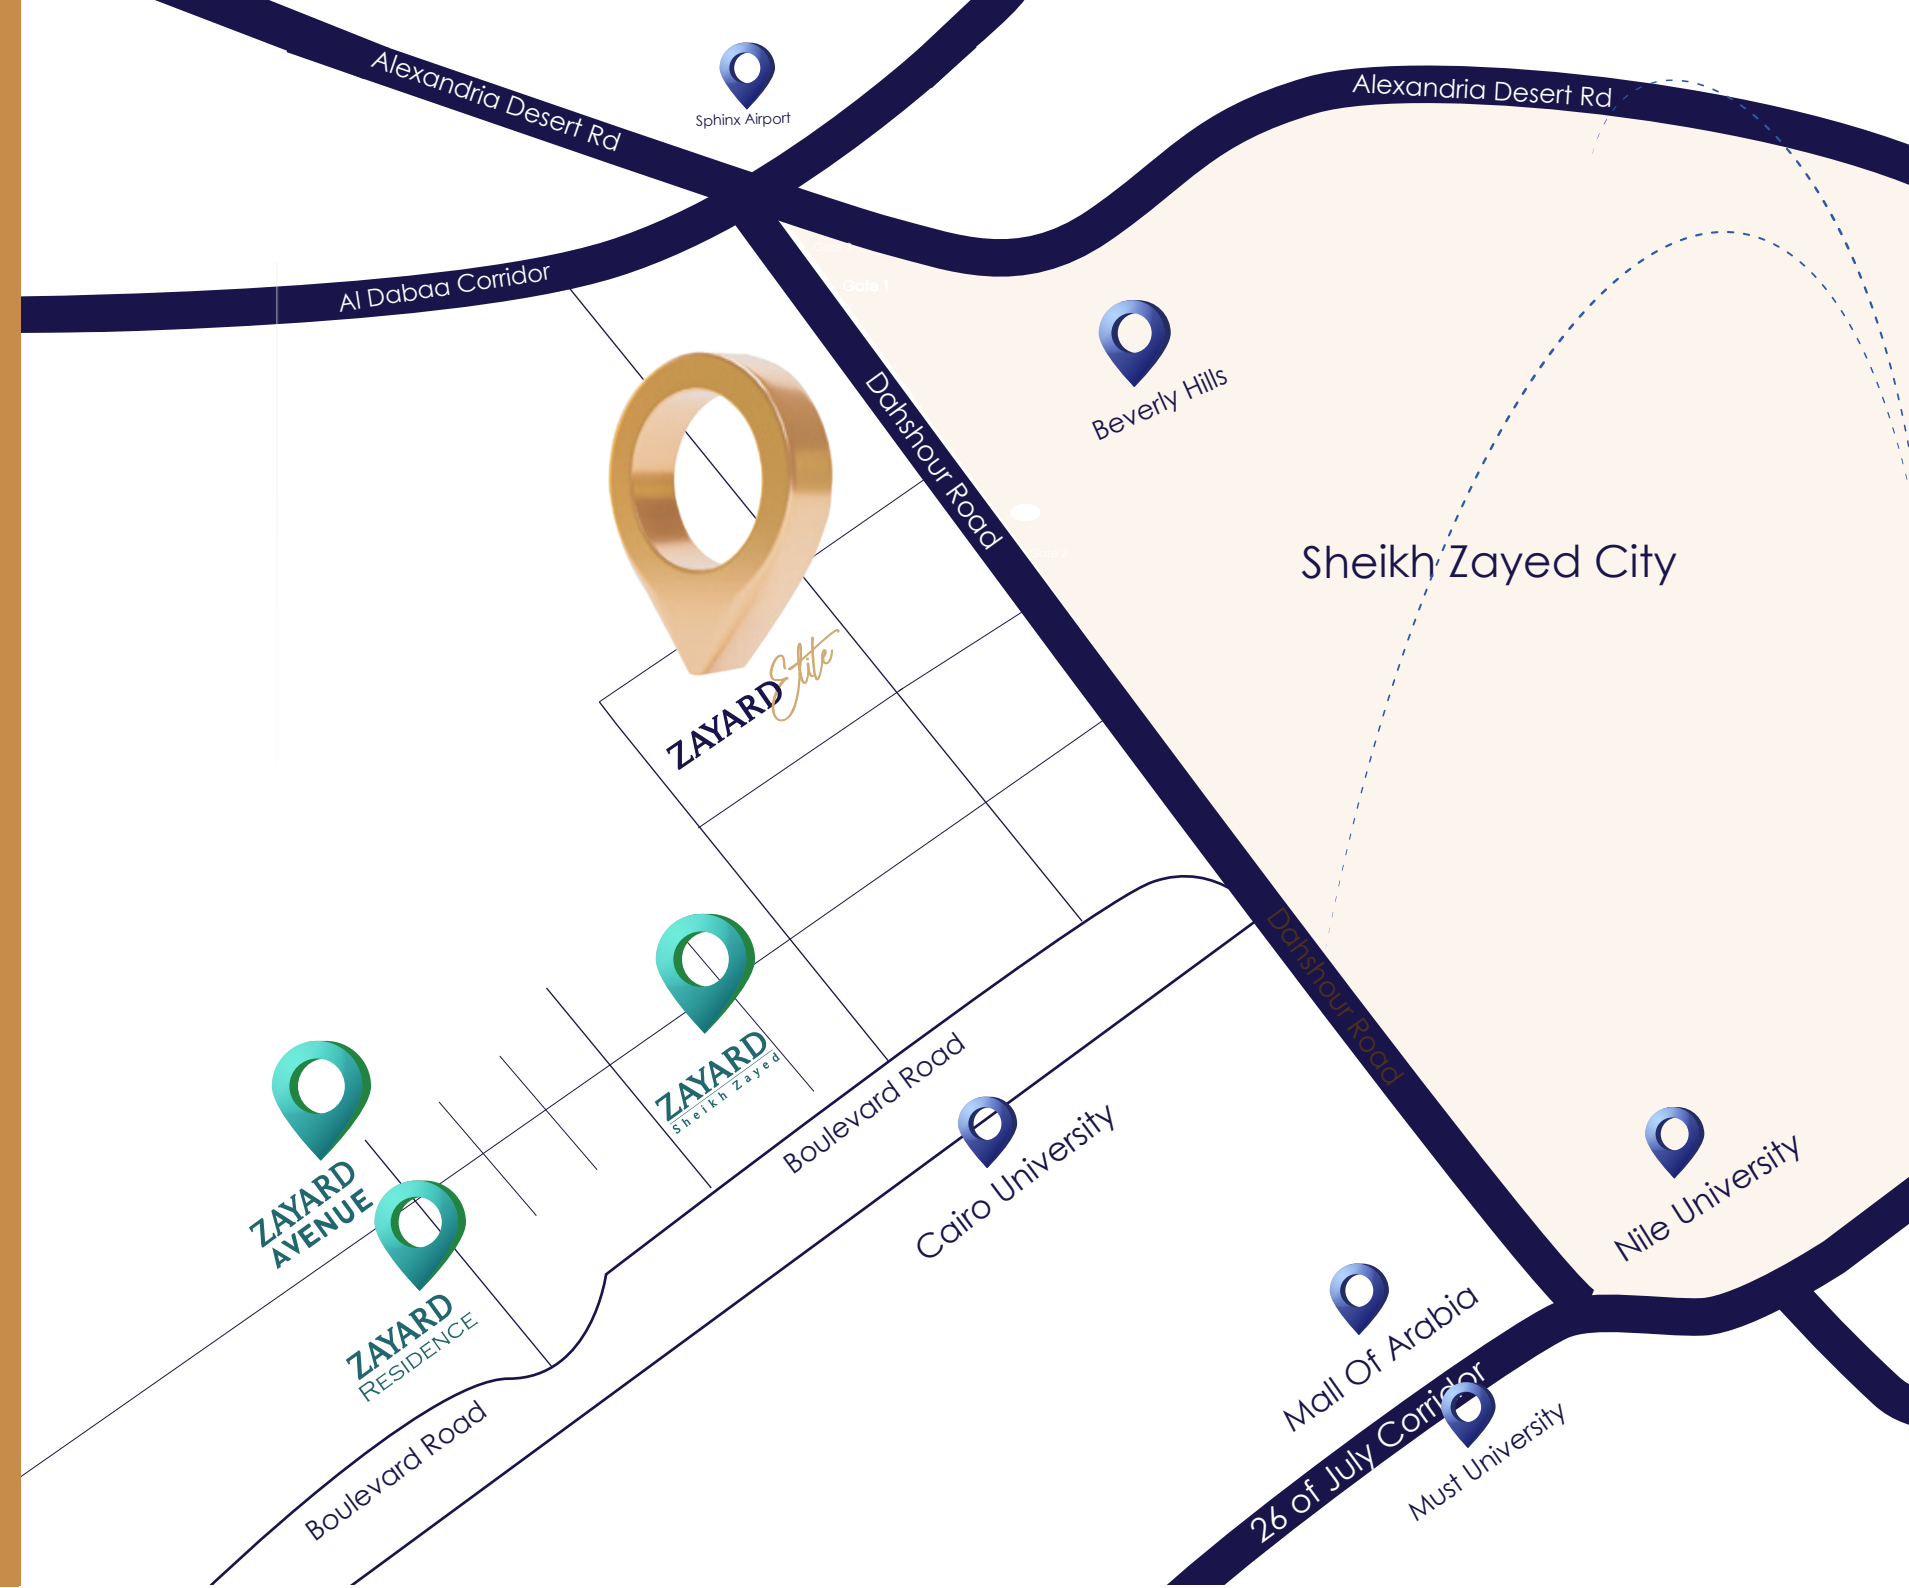 Alexandria Desert Rd
Sphinx Airport
Alexandria Desert Rd
Al Dabaa Corridor
Gate 1
Dahshour Road
Beverly Hills
Sheikh Zayed City
ZAYARD Elite
Dahshour Road
ZAYARD
Sheikh Zayed
Boulevard Road
Cairo University
Nile University
ZAYARD
AVENUE
ZAYARD
RESIDENCE
Mall Of Arabia
26 of July Corridor
Must University
Boulevard Road